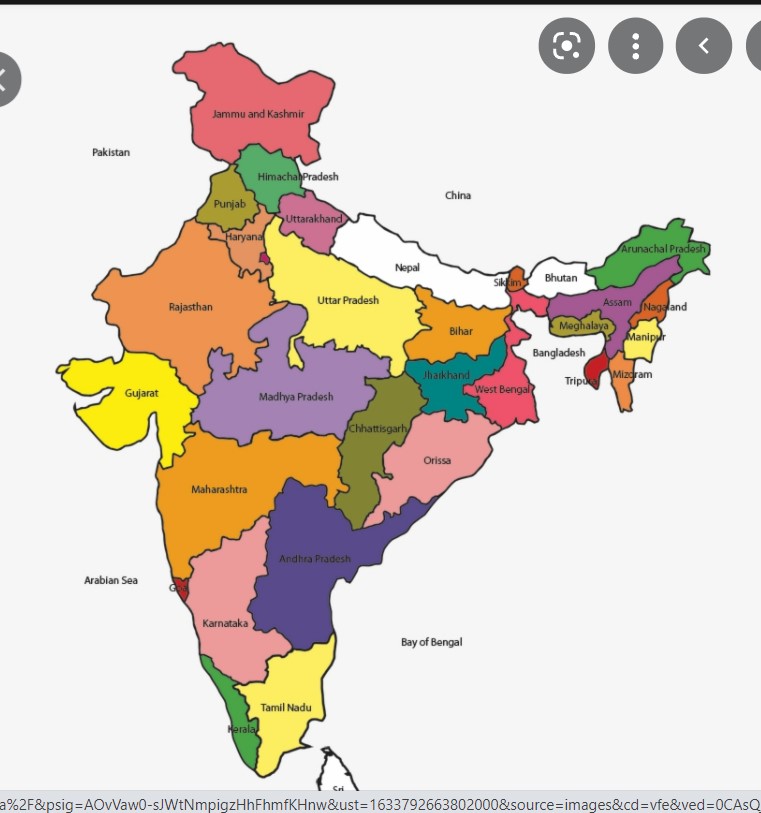 Jammu and Kashmir
Pakistan
Himachal Pradesh
China
Punjab
Uttarakhand
Haryana
Arunachal Pradesh
Nepal
Bhutan
Sikkim
Uttar Pradesh
Assam
Nagaland
Rajasthan
Bihar
Meghalaya
Manipur
Bangladesh
Jharkhand
Tripura
Mizoram
Gujarat
Madhya Pradesh
West Bengal
Chhattisgarh
Orissa
Maharashtra
Andhra Pradesh
Arabian Sea
Goa
Karnataka
Bay of Bengal
Tamil Nadu
Kerala
Sri
a%2F&psig=AOvVaw0-sJWtNmpigzHhFhmfKHnw&ust=1633792663802000&source=images&cd=vfe&ved=0CAsQ